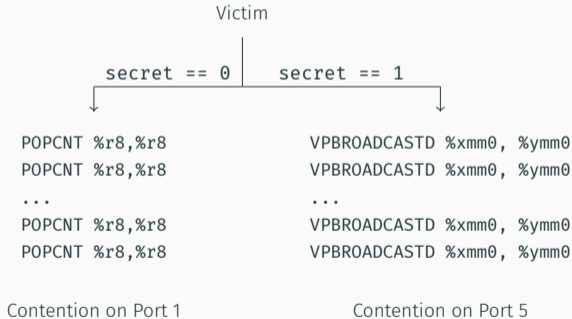 Victim
secret == 0 secret == 1
POPCNT %r8,%r8 VPBROADCASTD %xmm0, %ymm0
POPCNT %r8,%r8 VPBROADCASTD %xmm0, %ymm0
... ...
POPCNT %r8,%r8 VPBROADCASTD %xmm0, %ymm0
POPCNT %r8,%r8 VPBROADCASTD %xmm0, %ymm0
Contention on Port 1 Contention on Port 5